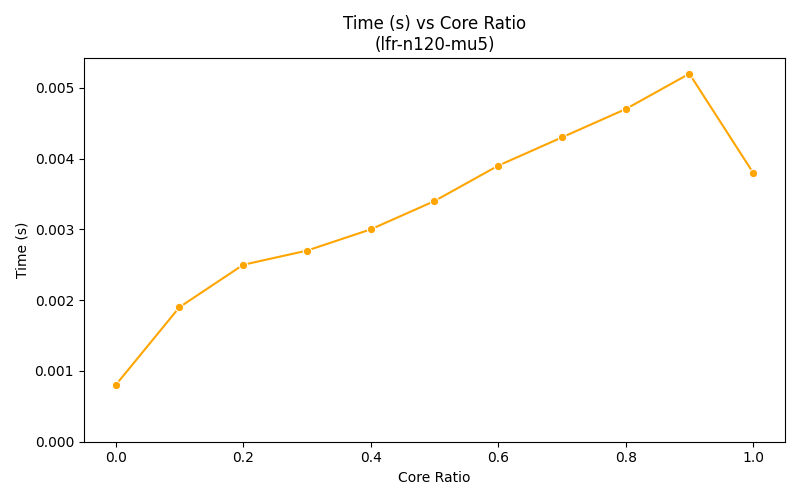 Time (s) vs Core Ratio
(lfr-n120-mu5)
Time (s)
0.005
0.004
0.003
0.002
0.001
0.000
0.0 0.2 0.4 0.6 0.8 1.0
Core Ratio